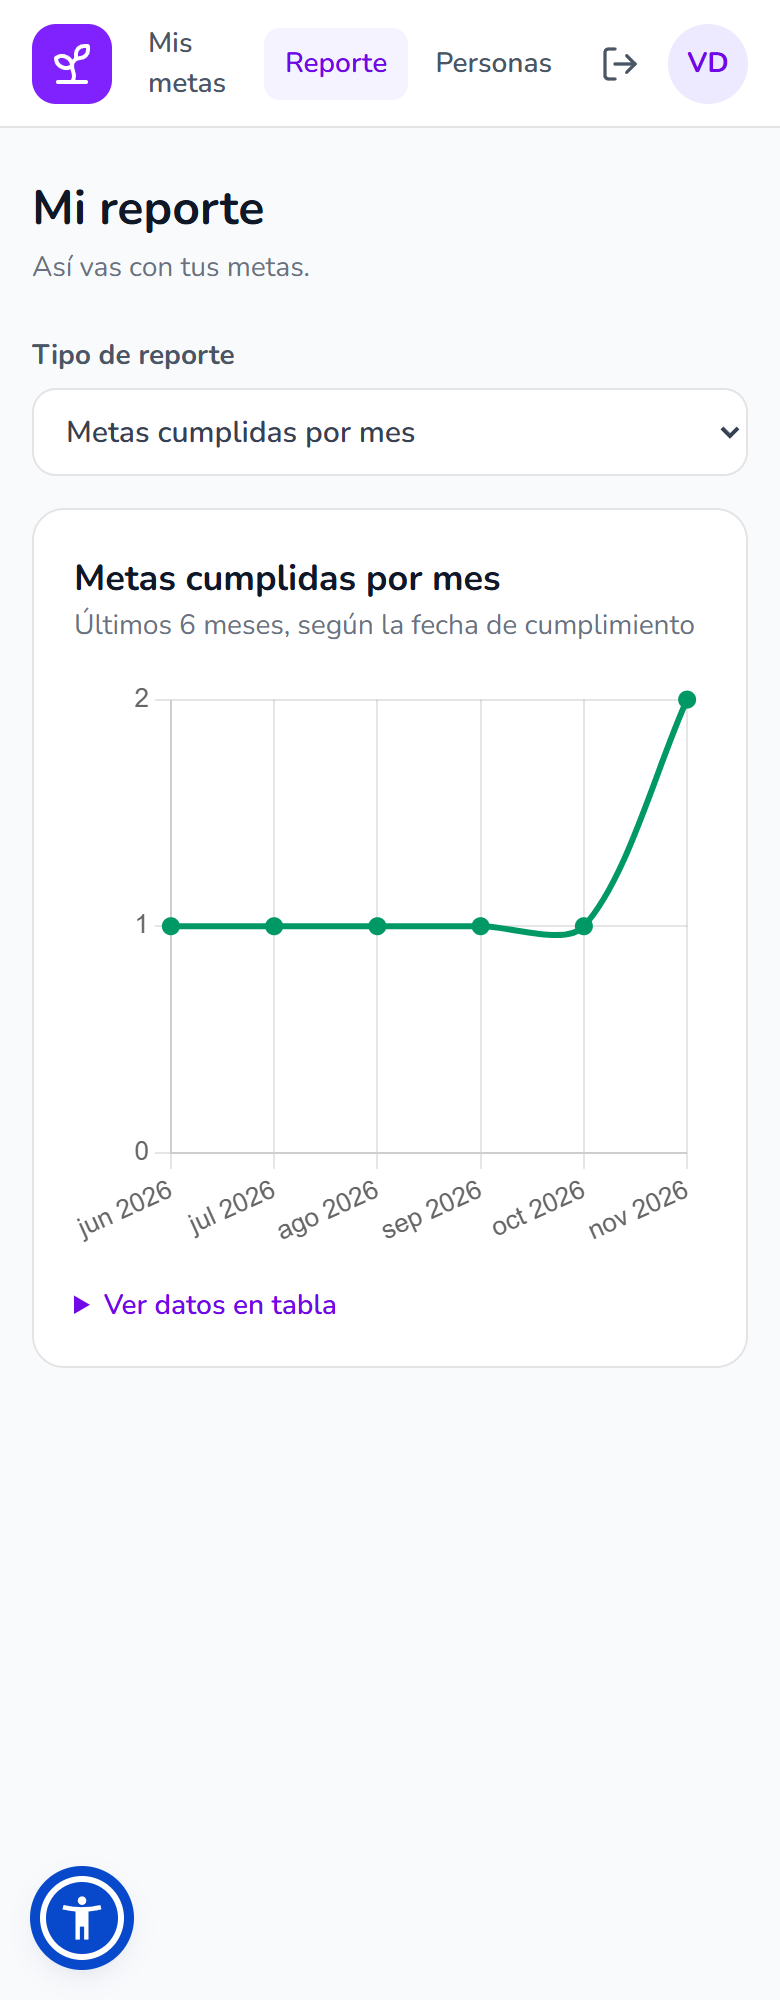 Mis
metas
Reporte
Personas
VD
Mi reporte
Así vas con tus metas.
Tipo de reporte
Metas cumplidas por mes
Metas cumplidas por mes
Últimos 6 meses, según la fecha de cumplimiento
2
1
0
jun 2026
jul 2026
ago 2026
sep 2026
oct 2026
nov 2026
Ver datos en tabla